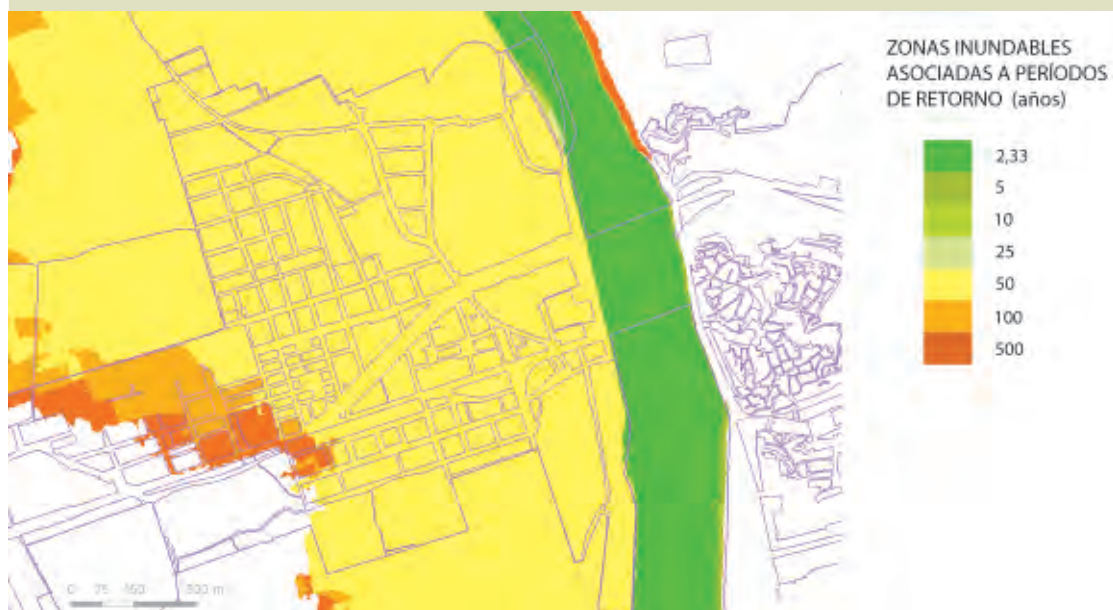 ZONAS INUNDABLES
ASOCIADAS A PERÍODOS
DE RETORNO (años)
2,33
5
10
25
50
100
500
0 75 150 300 m